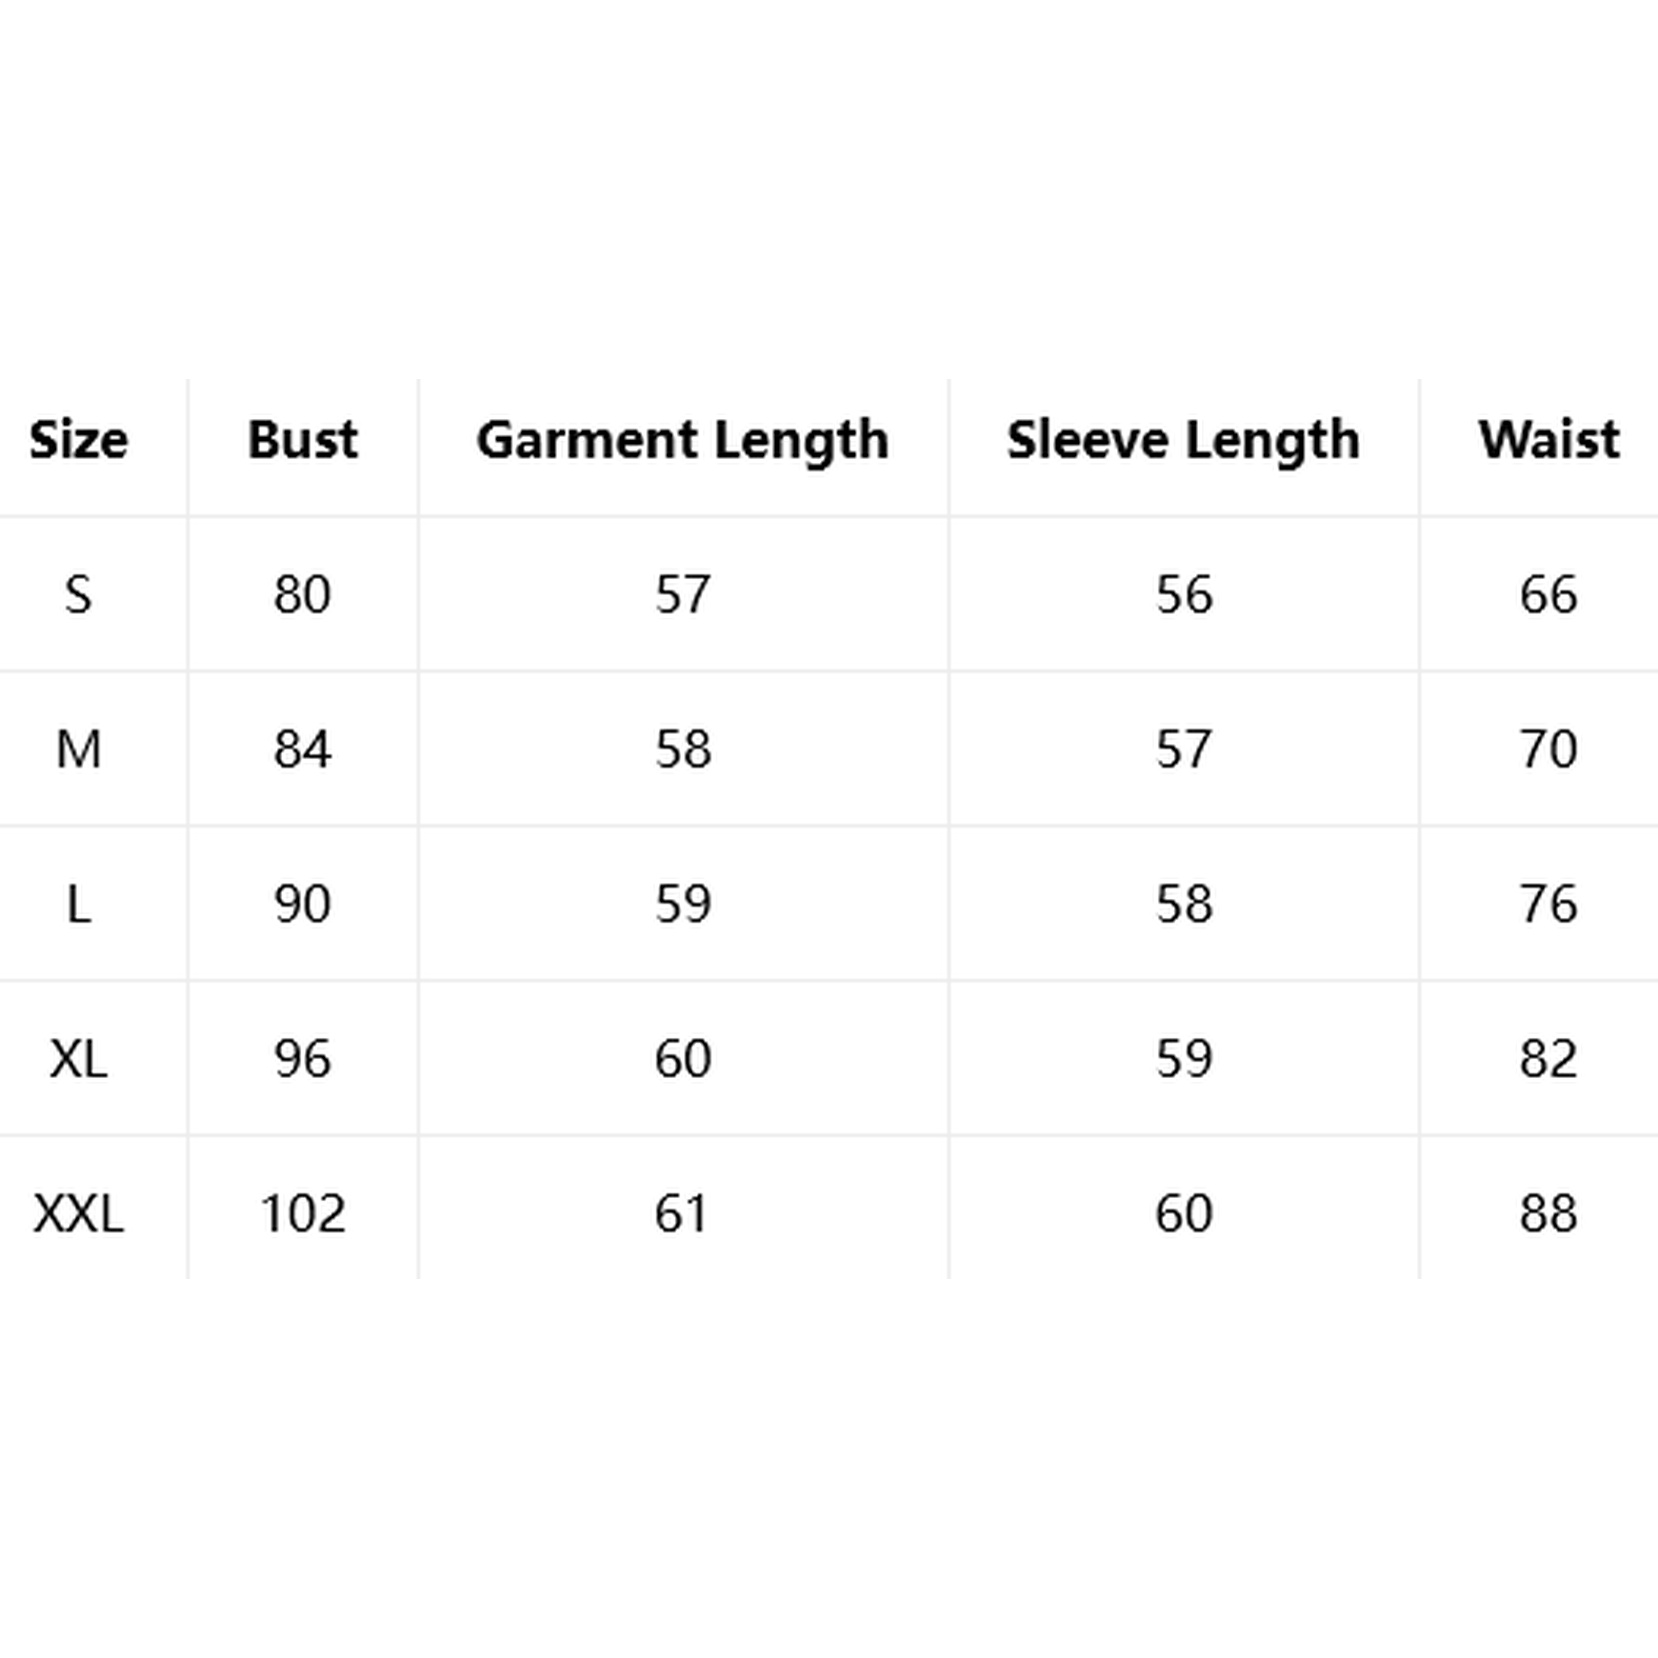 Size Bust Garment Length Sleeve Length Waist
S 80 57 56 66
M 84 58 57 70
L 90 59 58 76
XL 96 60 59 82
XXL 102 61 60 88